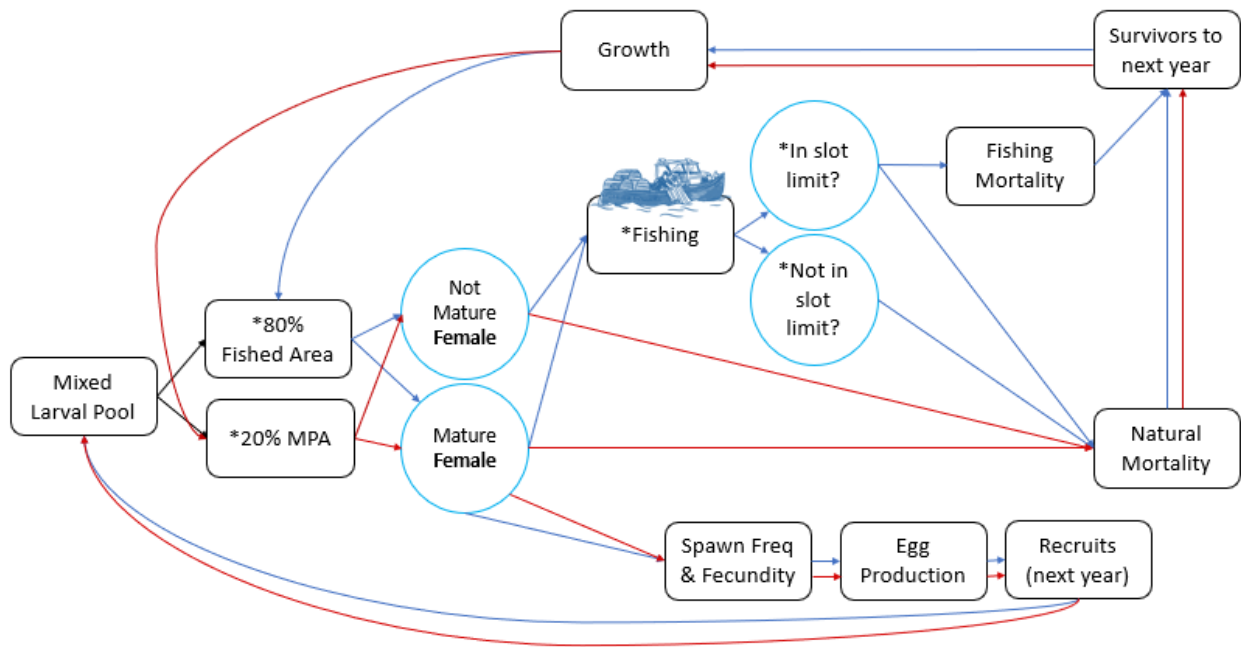 Growth
Survivors to
next year
*In slot
limit?
Fishing
Mortality
*Fishing
*Not in
slot
limit?
Not
Mature
Female
*80%
Fished Area
Mixed
Larval Pool
*20% MPA
Mature
Female
Natural
Mortality
Spawn Freq
& Fecundity
Egg
Production
Recruits
(next year)